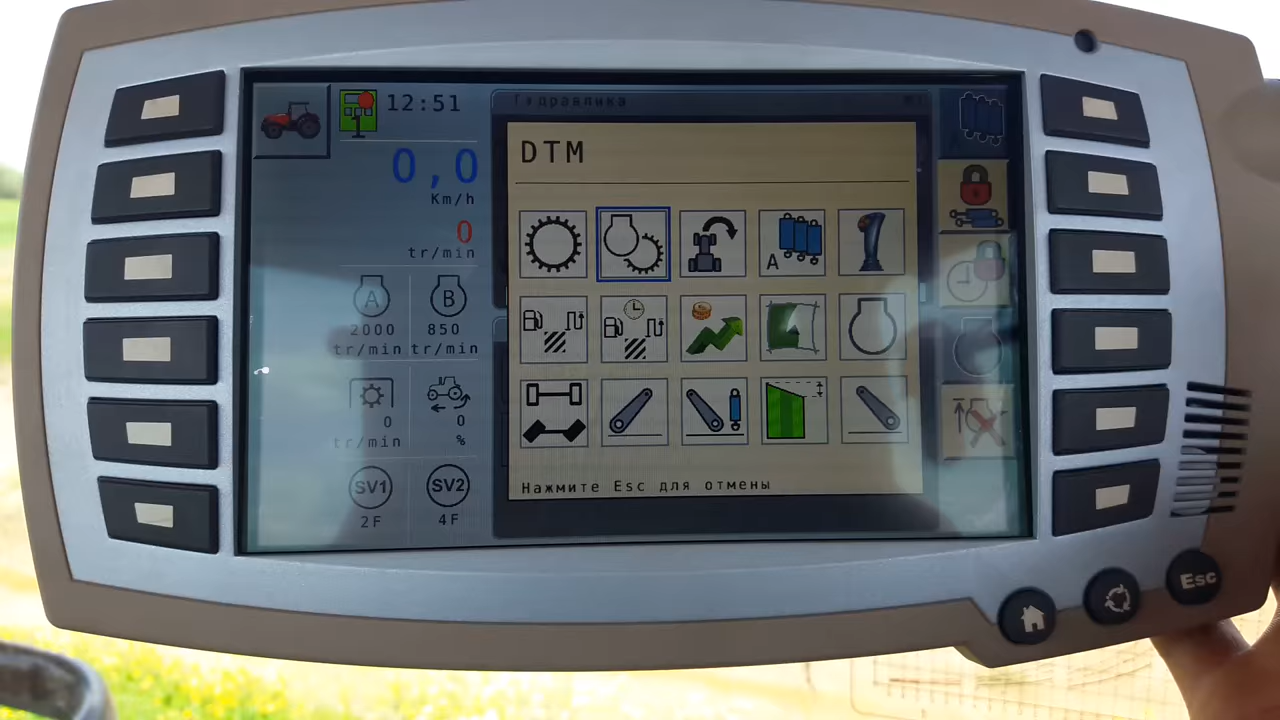 12:51
Гидравлика
0,0
Km/h
0
tr/min
A
B
2000
850
tr/min
tr/min
0
0
tr/min
%
SV1
SV2
2F
4F
DTM
A
Нажмите Esc для отмены
Esc